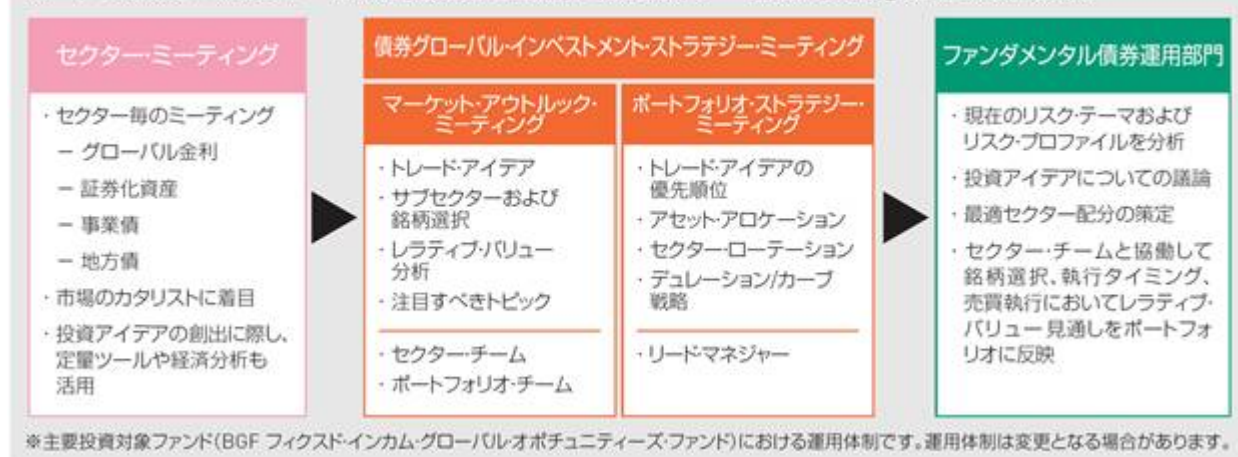 セクター・ミーティング
・セクター毎のミーティング
－ グローバル金利
－ 証券化資産
－ 事業債
－ 地方債
・市場のカタリストに着目
・投資アイデアの創出に際し、
定量ツールや経済分析も
活用
債券グローバル・インベストメント・ストラテジー・ミーティング
マーケット・アウトルック・
ミーティング
・トレード・アイデア
・サブセクターおよび
銘柄選択
・レラティブ・バリュー
分析
・注目すべきトピック
・セクター・チーム
・ポートフォリオ・チーム
ポートフォリオ・ストラテジー・
ミーティング
・トレード・アイデアの
優先順位
・アセット・アロケーション
・セクター・ローテーション
・デュレーション/カーブ
戦略
・リード・マネジャー
ファンダメンタル債券運用部門
・現在のリスク・テーマおよび
リスク・プロファイルを分析
・投資アイデアについての議論
・最適セクター配分の策定
・セクター・チームと協働して
銘柄選択、執行タイミング、
売買執行においてレラティブ・
バリュー見通しをポートフォ
リオに反映
※主要投資対象ファンド(BGF フィクスド・インカム・グローバル・オポチュニティーズ・ファンド)における運用体制です。運用体制は変更となる場合があります。